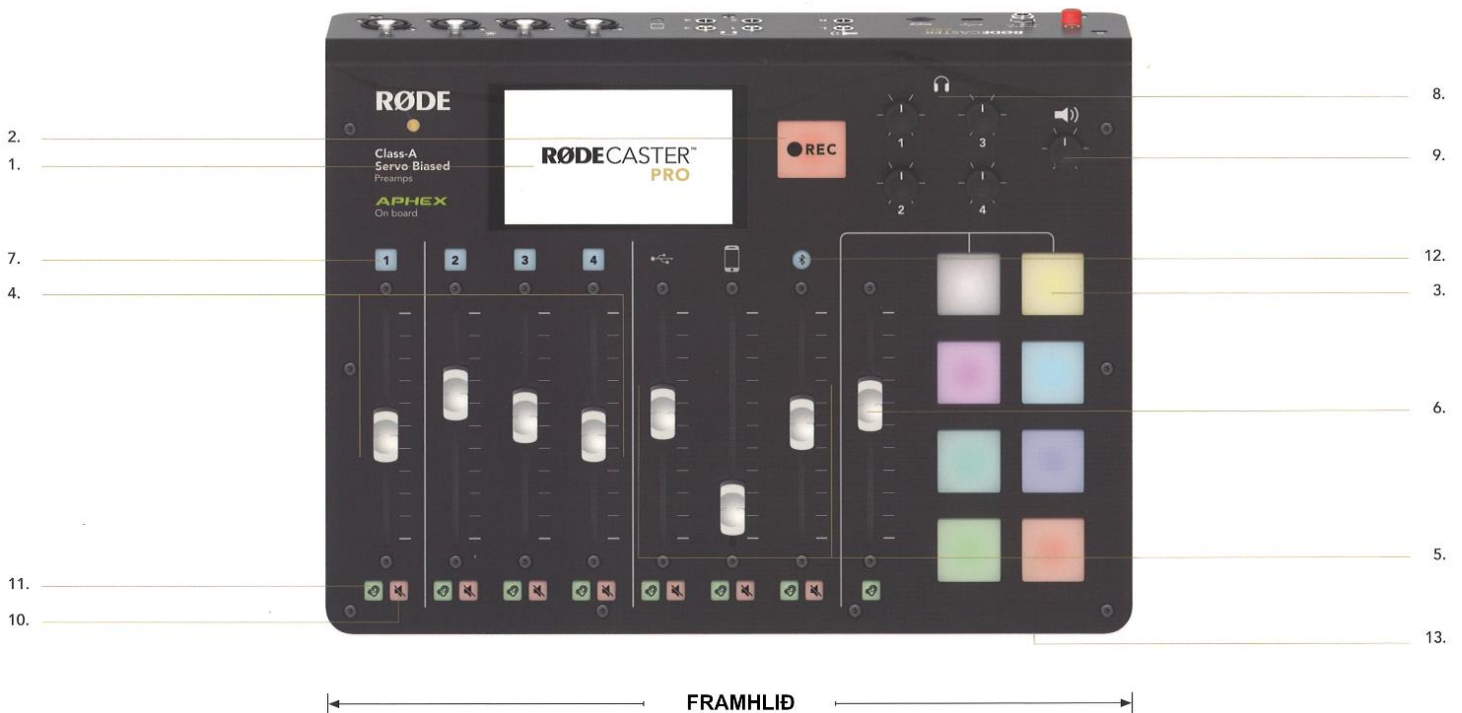 RØDECASTER
RØDE
Class-A
Servo Biased
Preamps
APHEX
On board
RØDECASTER™
PRO
REC
1
3
2
4
1
2
3
4
2.
1.
7.
4.
11.
10.
8.
9.
12.
3.
6.
5.
13.
FRAMHLIÐ